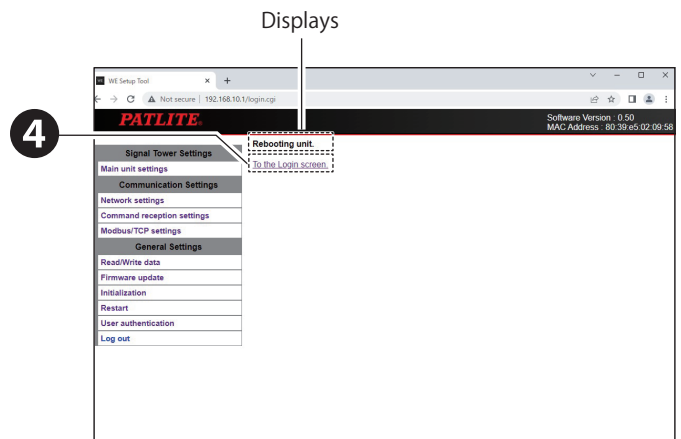 Displays
WE Setup Tool
Not secure | 192.168.10.1/login.cgi
PATLITE
Software Version : 0.50
MAC Address : 80:39:e5:02:09:58
4
Rebooting unit.
To the Login screen.
Signal Tower Settings
Main unit settings
Communication Settings
Network settings
Command reception settings
Modbus/TCP settings
General Settings
Read/Write data
Firmware update
Initialization
Restart
User authentication
Log out